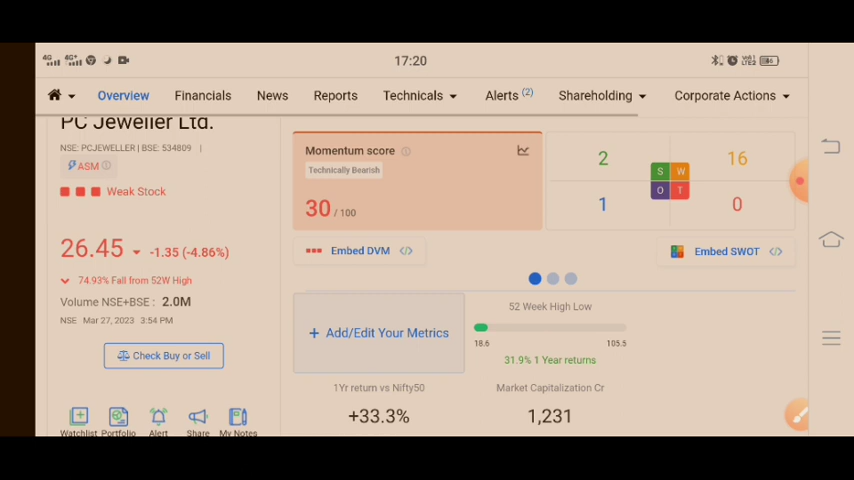 4G 4G+ 17:20
Overview Financials News Reports Technicals Alerts (2) Shareholding Corporate Actions
PC Jeweller Ltd.
NSE: PCJEWELLER | BSE: 534809 |
ASM
Weak Stock
26.45 -1.35 (-4.86%)
74.93% Fall from 52W High
Volume NSE+BSE : 2.0M
NSE Mar 27, 2023 3:54 PM
Check Buy or Sell
Watchlist Portfolio Alert Share My Notes
Momentum score
Technically Bearish
30 / 100
Embed DVM
2 16
S W
O T
1 0
Embed SWOT
+ Add/Edit Your Metrics
52 Week High Low
18.6 105.5
31.9% 1 Year returns
1Yr return vs Nifty50
+33.3%
Market Capitalization Cr
1,231